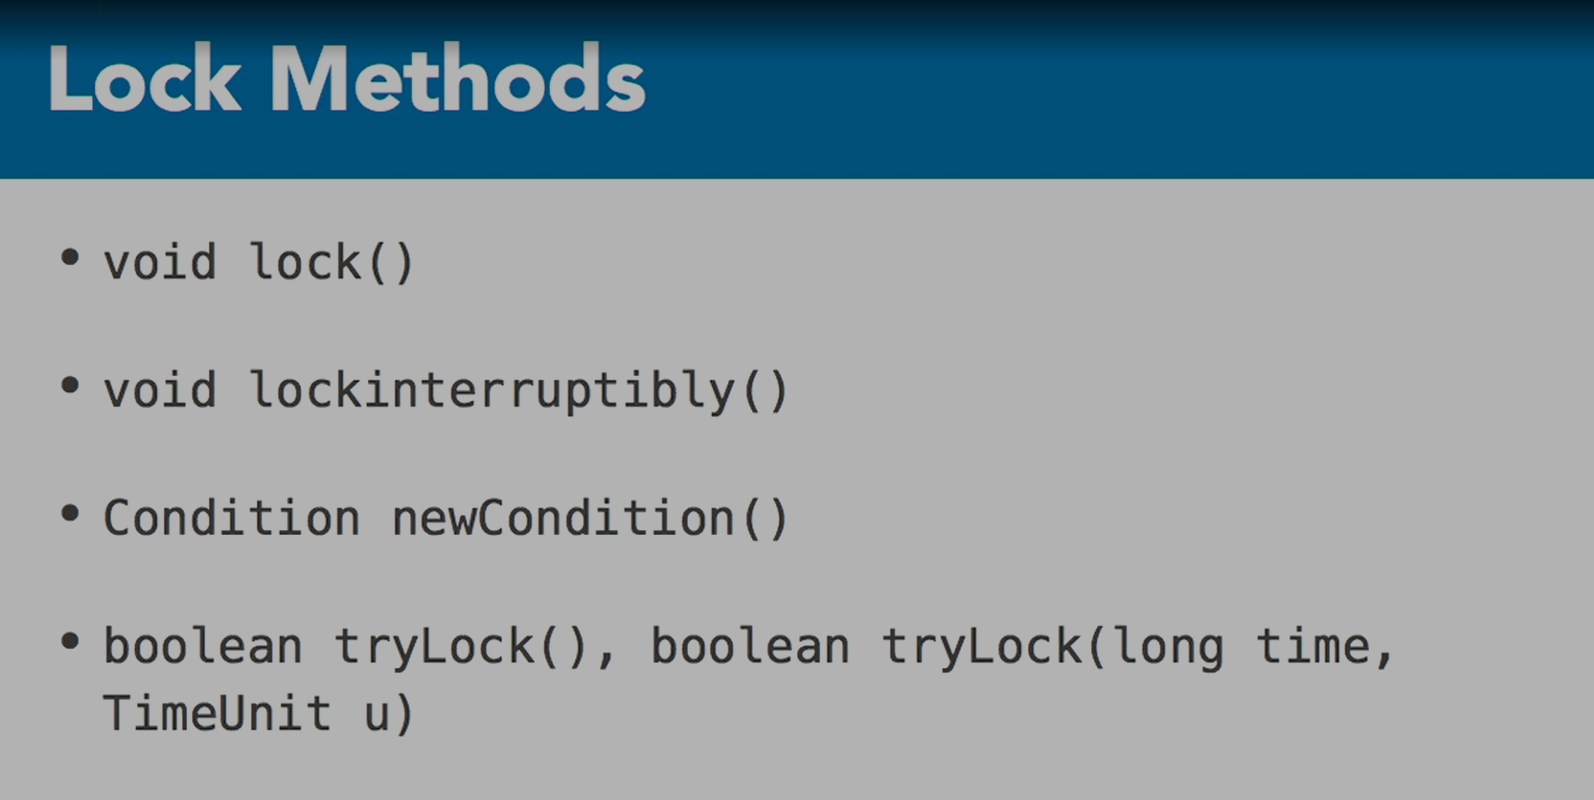 Lock Methods
• void lock()
• void lockinterruptibly()
• Condition newCondition()
• boolean tryLock(), boolean tryLock(long time,
TimeUnit u)